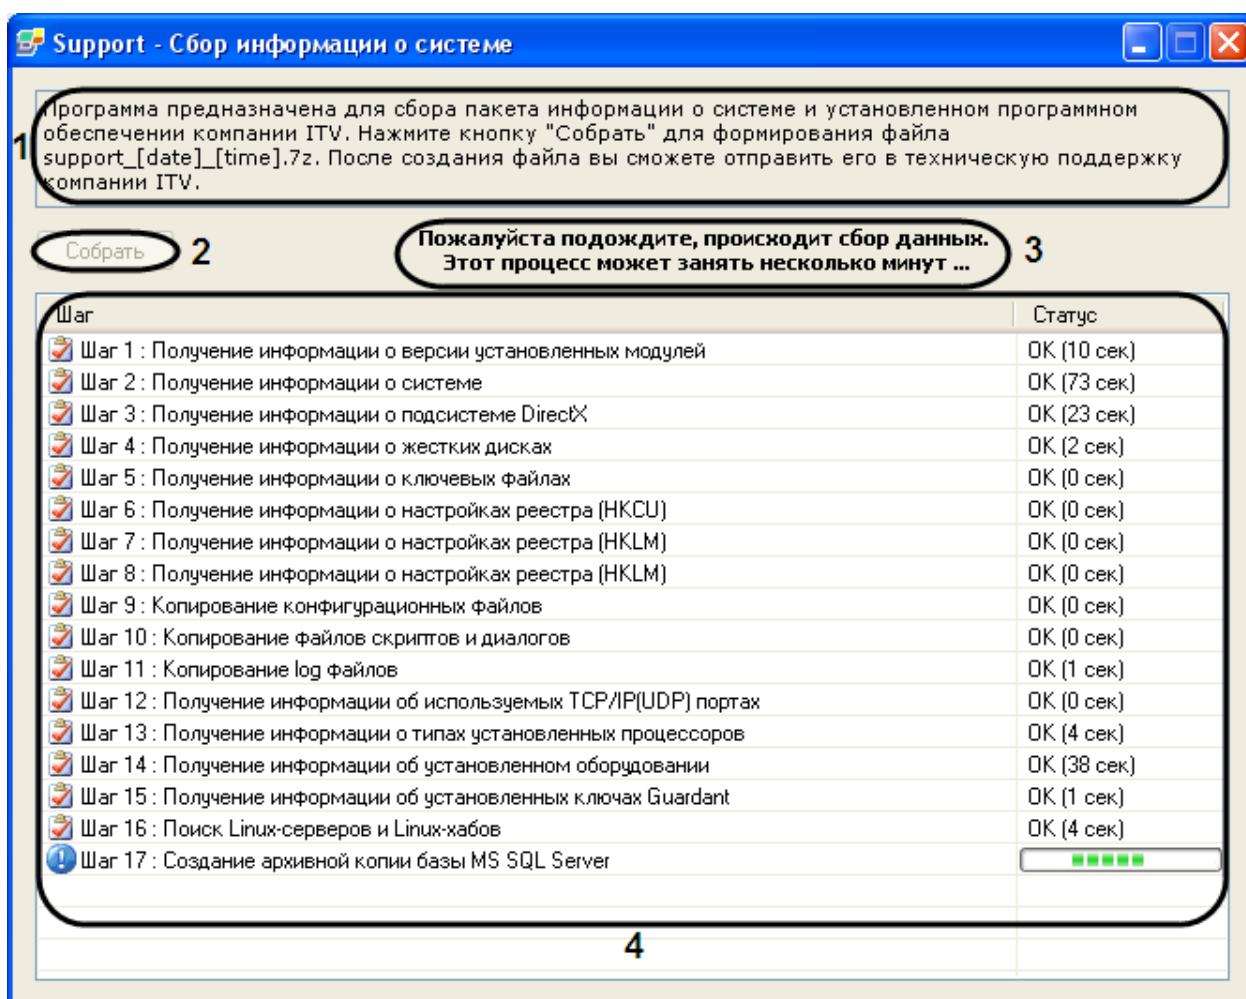 Support - Сбор информации о системе
Программа предназначена для сбора пакета информации о системе и установленном программном
1
обеспечении компании ITV. Нажмите кнопку "Собрать" для формирования файла
support_[date]_[time].7z. После создания файла вы сможете отправить его в техническую поддержку
компании ITV.
Собрать
2
Пожалуйста подождите, происходит сбор данных.
Этот процесс может занять несколько минут ...
3
Шаг Статус
Шаг 1 : Получение информации о версии установленных модулей OK (10 сек)
Шаг 2 : Получение информации о системе OK (73 сек)
Шаг 3 : Получение информации о подсистеме DirectX OK (23 сек)
Шаг 4 : Получение информации о жестких дисках OK (2 сек)
Шаг 5 : Получение информации о ключевых файлах OK (0 сек)
Шаг 6 : Получение информации о настройках реестра (HKCU) OK (0 сек)
Шаг 7 : Получение информации о настройках реестра (HKLM) OK (0 сек)
Шаг 8 : Получение информации о настройках реестра (HKLM) OK (0 сек)
Шаг 9 : Копирование конфигурационных файлов OK (0 сек)
Шаг 10 : Копирование файлов скриптов и диалогов OK (0 сек)
Шаг 11 : Копирование log файлов OK (1 сек)
Шаг 12 : Получение информации об используемых TCP/IP(UDP) портах OK (0 сек)
Шаг 13 : Получение информации о типах установленных процессоров OK (4 сек)
Шаг 14 : Получение информации об установленном оборудовании OK (38 сек)
Шаг 15 : Получение информации об установленных ключах Guardant OK (1 сек)
Шаг 16 : Поиск Linux-серверов и Linux-хабов OK (4 сек)
Шаг 17 : Создание архивной копии базы MS SQL Server
4